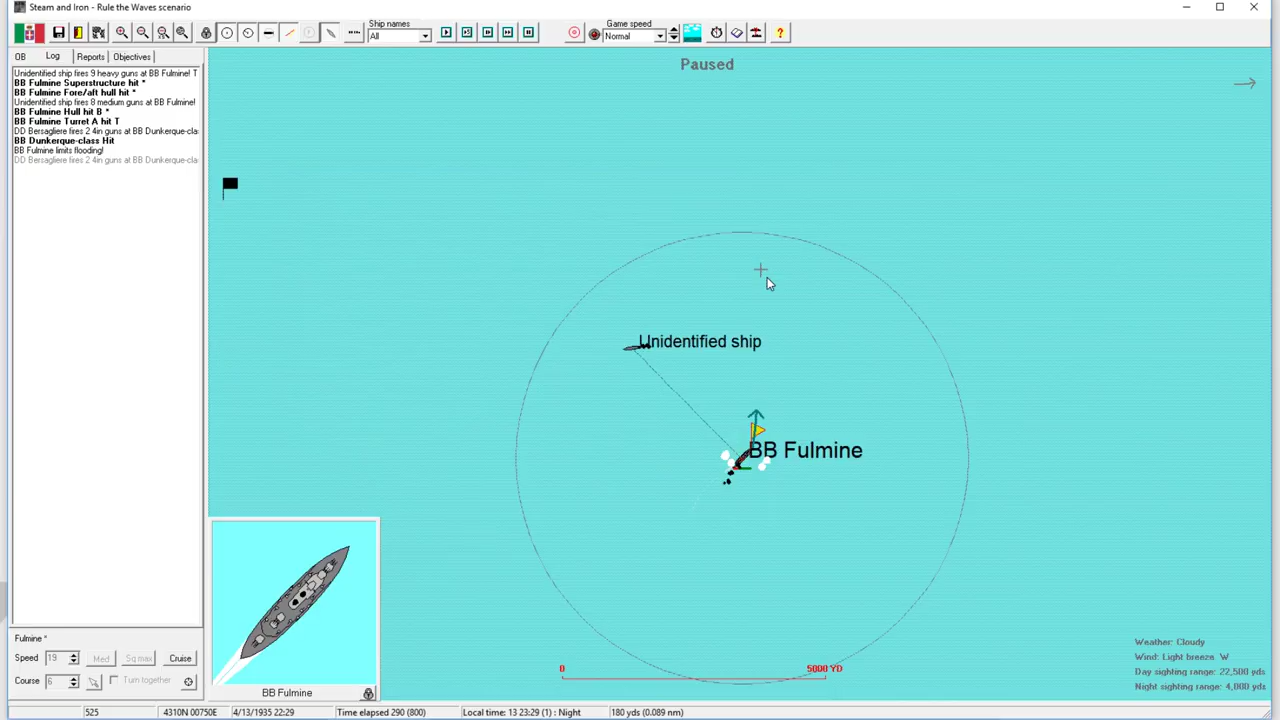 Steam and Iron - Rule the Waves scenario
Ship names
All
Game speed
Normal
OB
Log
Reports
Objectives
Unidentified ship fires 9 heavy guns at BB Fulmine! T
BB Fulmine Superstructure hit *
BB Fulmine Fore/aft hull hit *
Unidentified ship fires 8 medium guns at BB Fulmine!
BB Fulmine Hull hit B *
BB Fulmine Turret A hit T
DD Bersagliere fires 2 4in guns at BB Dunkerque-cla
BB Dunkerque-class Hit
BB Fulmine limits flooding!
DD Bersagliere fires 2 4in guns at BB Dunkerque-cla
Paused
Unidentified ship
BB Fulmine
0
5000 YD
Weather: Cloudy
Wind: Light breeze W
Day sighting range: 22,500 yds
Night sighting range: 4,000 yds
BB Fulmine
Fulmine *
Speed
19
Med
Sq max
Cruise
Course
6
Turn together
525
4310N 00750E
4/13/1935 22:29
Time elapsed 290 (800)
Local time: 13 23:29 (1) : Night
180 yds (0.089 nm)